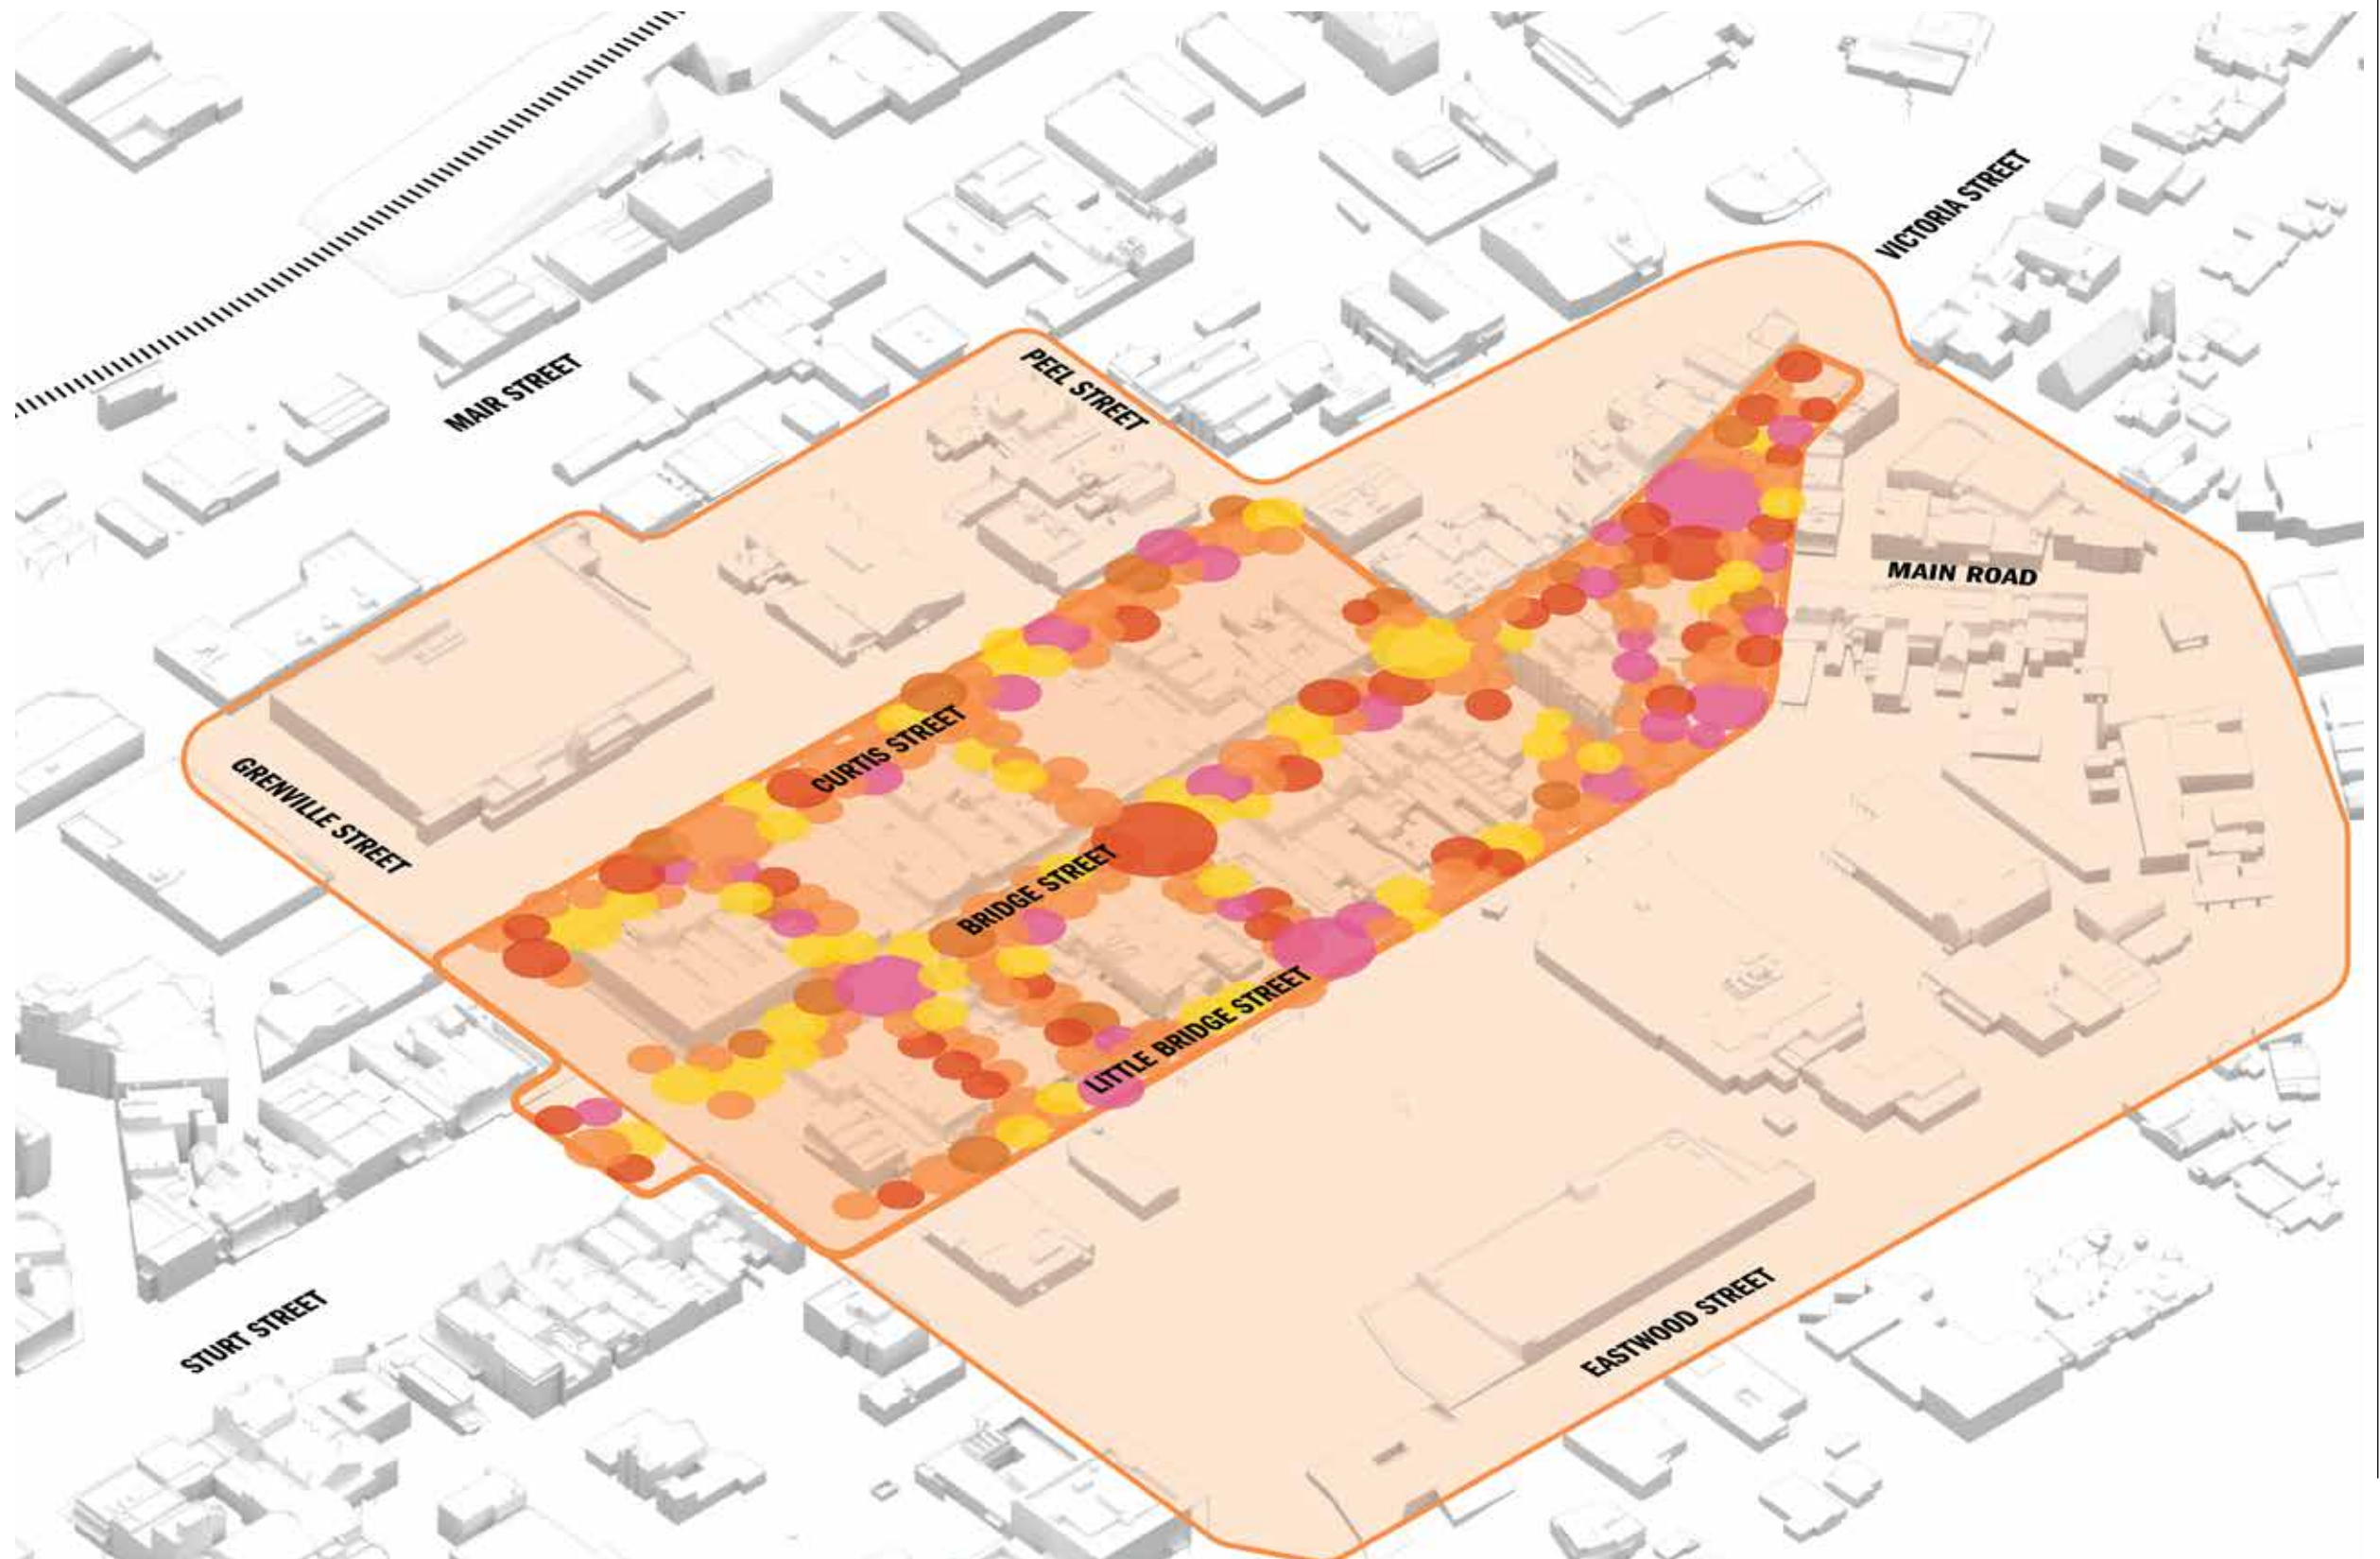 VICTORIA STREET
MAIR STREET
PEEL STREET
MAIN ROAD
CURTIS STREET
GRENVILLE STREET
BRIDGE STREET
LITTLE BRIDGE STREET
STURT STREET
EASTWOOD STREET